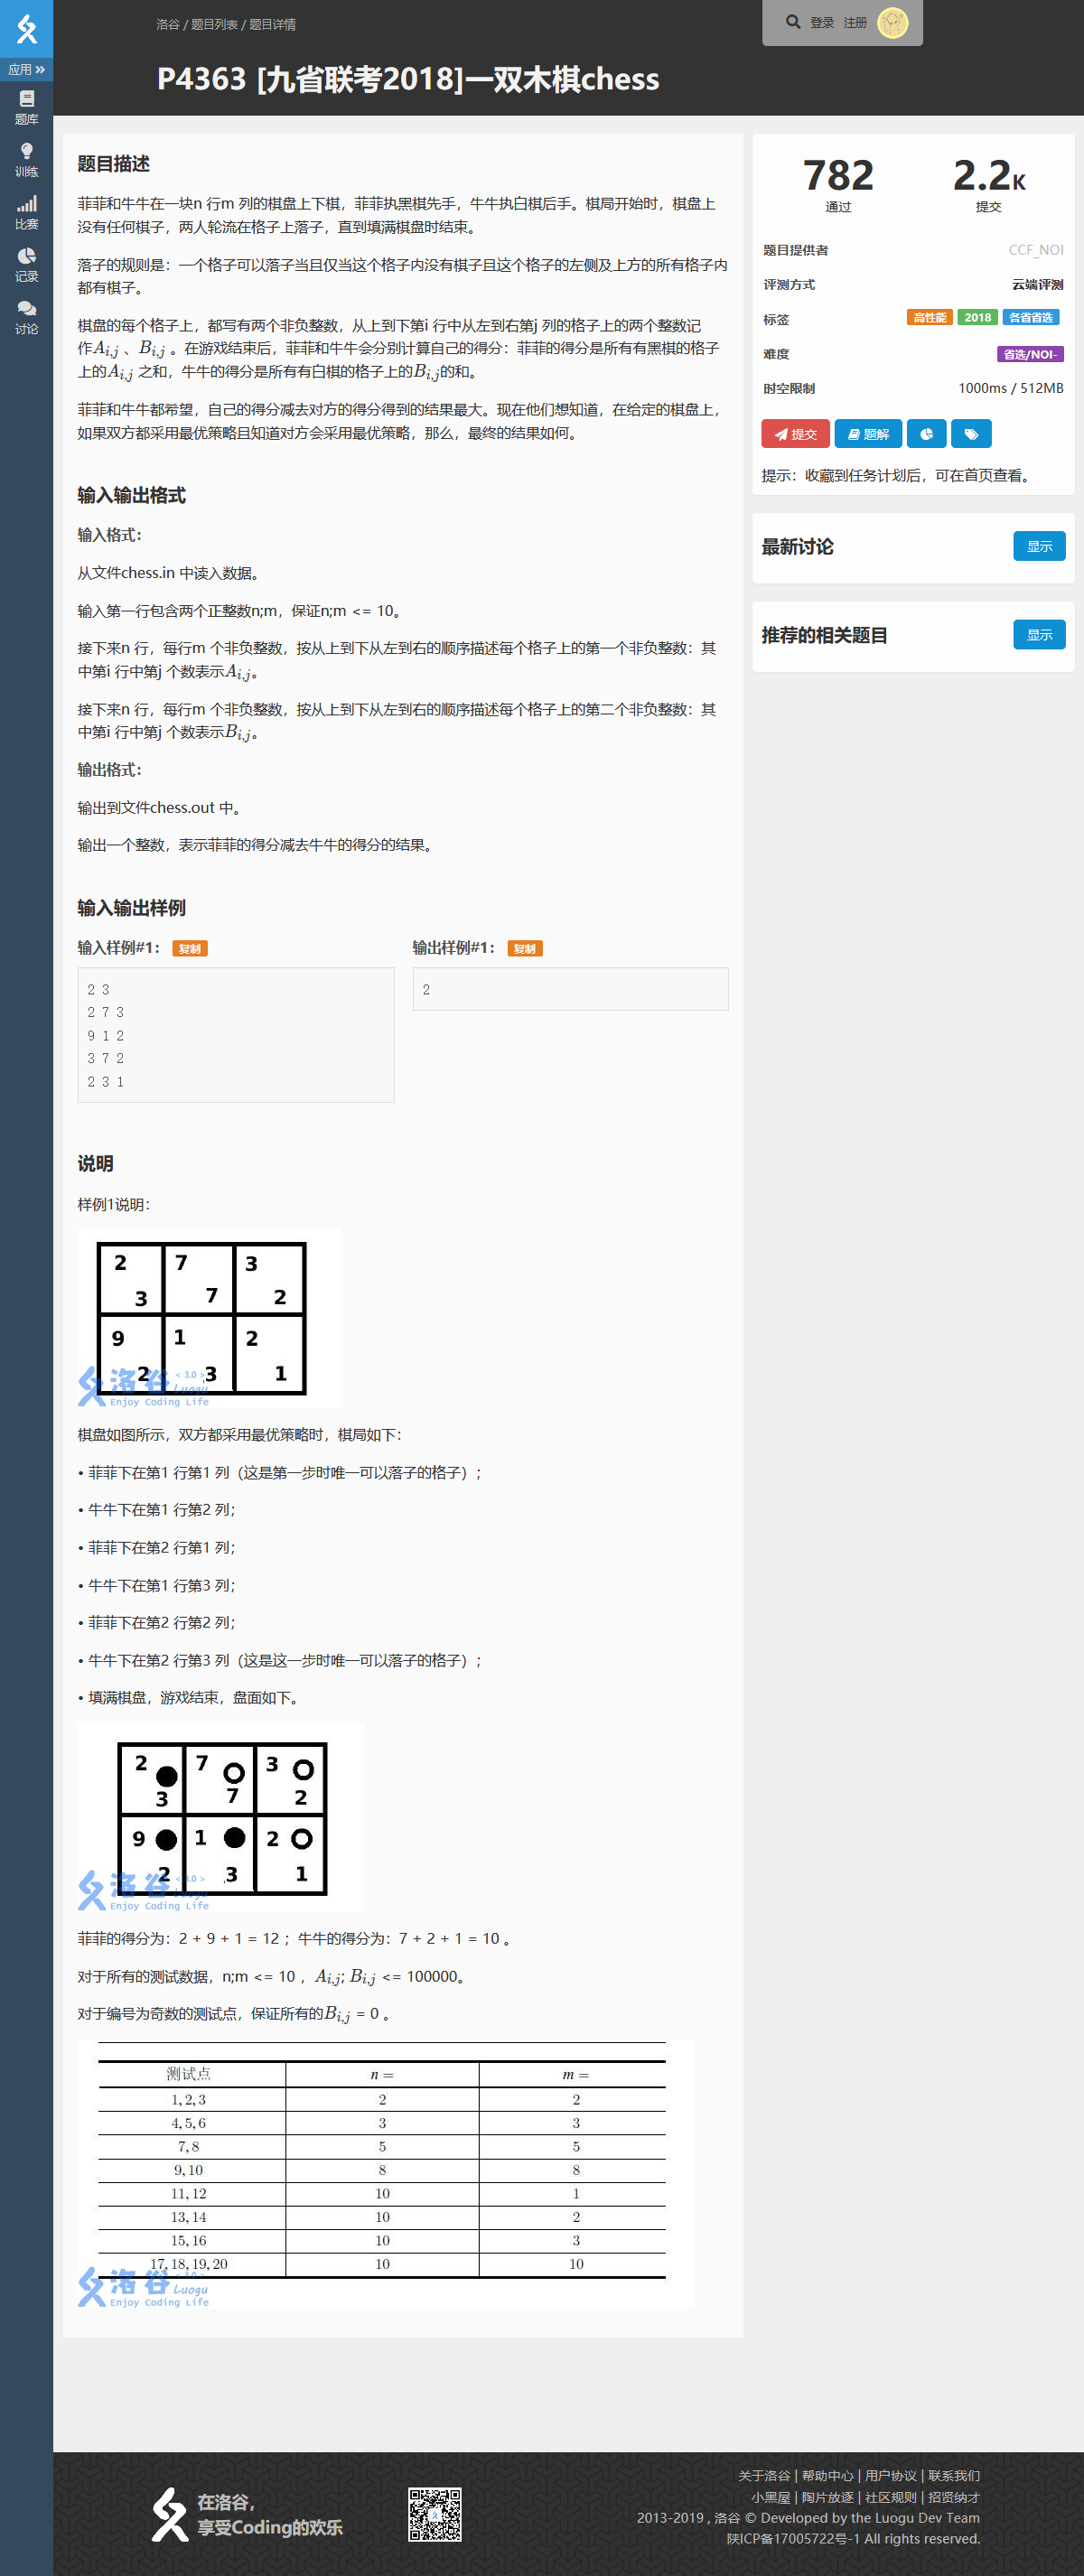 洛谷 / 题目列表 / 题目详情
登录 注册
P4363 [九省联考2018]一双木棋chess
应用
题库
训练
比赛
记录
讨论
题目描述
菲菲和牛牛在一块n 行m 列的棋盘上下棋，菲菲执黑棋先手，牛牛执白棋后手。棋局开始时，棋盘上
没有任何棋子，两人轮流在格子上落子，直到填满棋盘时结束。
落子的规则是：一个格子可以落子当且仅当这个格子内没有棋子且这个格子的左侧及上方的所有格子内
都有棋子。
棋盘的每个格子上，都写有两个非负整数，从上到下第i 行中从左到右第j 列的格子上的两个整数记
作A_{i,j} 、B_{i,j} 。在游戏结束后，菲菲和牛牛会分别计算自己的得分：菲菲的得分是所有有黑棋的格子
上的A_{i,j} 之和，牛牛的得分是所有有白棋的格子上的B_{i,j}的和。
菲菲和牛牛都希望，自己的得分减去对方的得分得到的结果最大。现在他们想知道，在给定的棋盘上，
如果双方都采用最优策略且知道对方会采用最优策略，那么，最终的结果如何。
输入输出格式
输入格式：
从文件chess.in 中读入数据。
输入第一行包含两个正整数n;m，保证n;m <= 10。
接下来n 行，每行m 个非负整数，按从上到下从左到右的顺序描述每个格子上的第一个非负整数：其
中第i 行中第j 个数表示A_{i,j}。
接下来n 行，每行m 个非负整数，按从上到下从左到右的顺序描述每个格子上的第二个非负整数：其
中第i 行中第j 个数表示B_{i,j}。
输出格式：
输出到文件chess.out 中。
输出一个整数，表示菲菲的得分减去牛牛的得分的结果。
输入输出样例
输入样例#1： 复制
2 3
2 7 3
9 1 2
3 7 2
2 3 1
输出样例#1： 复制
2
说明
样例1说明：
2 7 3
3 7 2
9 1 2
2 3 1
洛谷 < 3.0 > Luogu
Enjoy Coding Life
棋盘如图所示，双方都采用最优策略时，棋局如下：
• 菲菲下在第1 行第1 列（这是第一步时唯一可以落子的格子）；
• 牛牛下在第1 行第2 列；
• 菲菲下在第2 行第1 列；
• 牛牛下在第1 行第3 列；
• 菲菲下在第2 行第2 列；
• 牛牛下在第2 行第3 列（这是这一步时唯一可以落子的格子）；
• 填满棋盘，游戏结束，盘面如下。
2 7 3
3 7 2
9 1 2
2 3 1
洛谷 < 3.0 > Luogu
Enjoy Coding Life
菲菲的得分为：2 + 9 + 1 = 12 ；牛牛的得分为：7 + 2 + 1 = 10 。
对于所有的测试数据，n;m <= 10 ，A_{i,j}; B_{i,j} <= 100000。
对于编号为奇数的测试点，保证所有的B_{i,j} = 0 。
测试点 n = m =
1, 2, 3 2 2
4, 5, 6 3 3
7, 8 5 5
9, 10 8 8
11, 12 10 1
13, 14 10 2
15, 16 10 3
17, 18, 19, 20 10 10
洛谷 < 3.0 > Luogu
Enjoy Coding Life
782 2.2K
通过 提交
题目提供者 CCF_NOI
评测方式 云端评测
标签 高性能 2018 各省省选
难度 省选/NOI-
时空限制 1000ms / 512MB
提交 题解
提示：收藏到任务计划后，可在首页查看。
最新讨论 显示
推荐的相关题目 显示
在洛谷，
享受Coding的欢乐
关于洛谷 | 帮助中心 | 用户协议 | 联系我们
小黑屋 | 陶片放逐 | 社区规则 | 招贤纳才
2013-2019 , 洛谷 © Developed by the Luogu Dev Team
陕ICP备17005722号-1 All rights reserved.